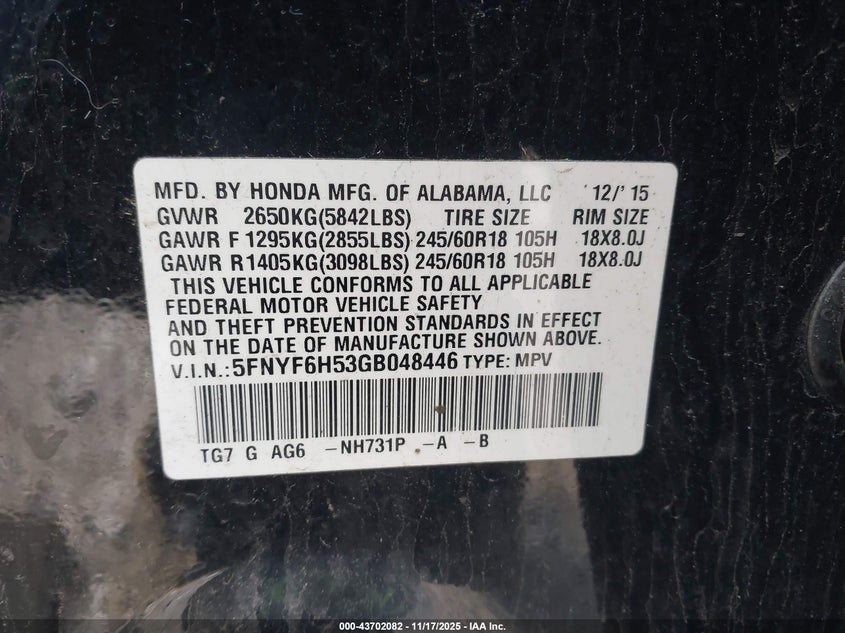 MFD. BY HONDA MFG. OF ALABAMA, LLC 12/' 15
GVWR 2650KG(5842LBS) TIRE SIZE RIM SIZE
GAWR F 1295KG(2855LBS) 245/60R18 105H 18X8.0J
GAWR R1405KG(3098LBS) 245/60R18 105H 18X8.0J
THIS VEHICLE CONFORMS TO ALL APPLICABLE
FEDERAL MOTOR VEHICLE SAFETY
AND THEFT PREVENTION STANDARDS IN EFFECT
ON THE DATE OF MANUFACTURE SHOWN ABOVE.
V.I.N.:5FNYF6H53GB048446 TYPE: MPV
TG7 G AG6 -NH731P -A -B
000-43702082 - 11/17/2025 - IAA Inc.